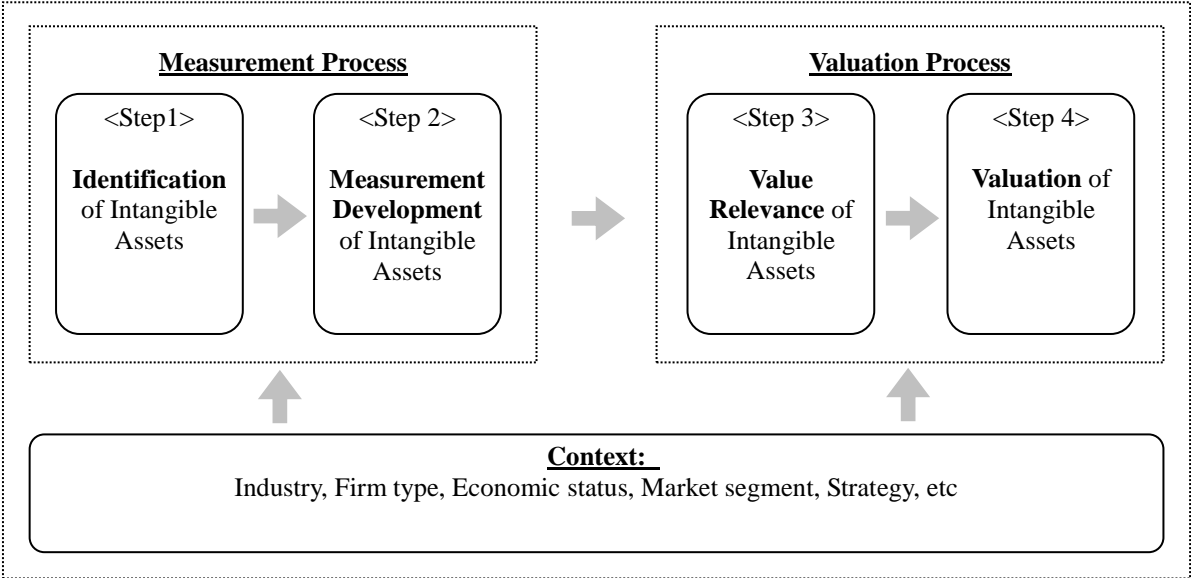 Measurement Process
<Step1>
Identification
of Intangible
Assets
<Step 2>
Measurement
Development
of Intangible
Assets
Valuation Process
<Step 3>
Value
Relevance of
Intangible
Assets
<Step 4>
Valuation of
Intangible
Assets
Context:
Industry, Firm type, Economic status, Market segment, Strategy, etc